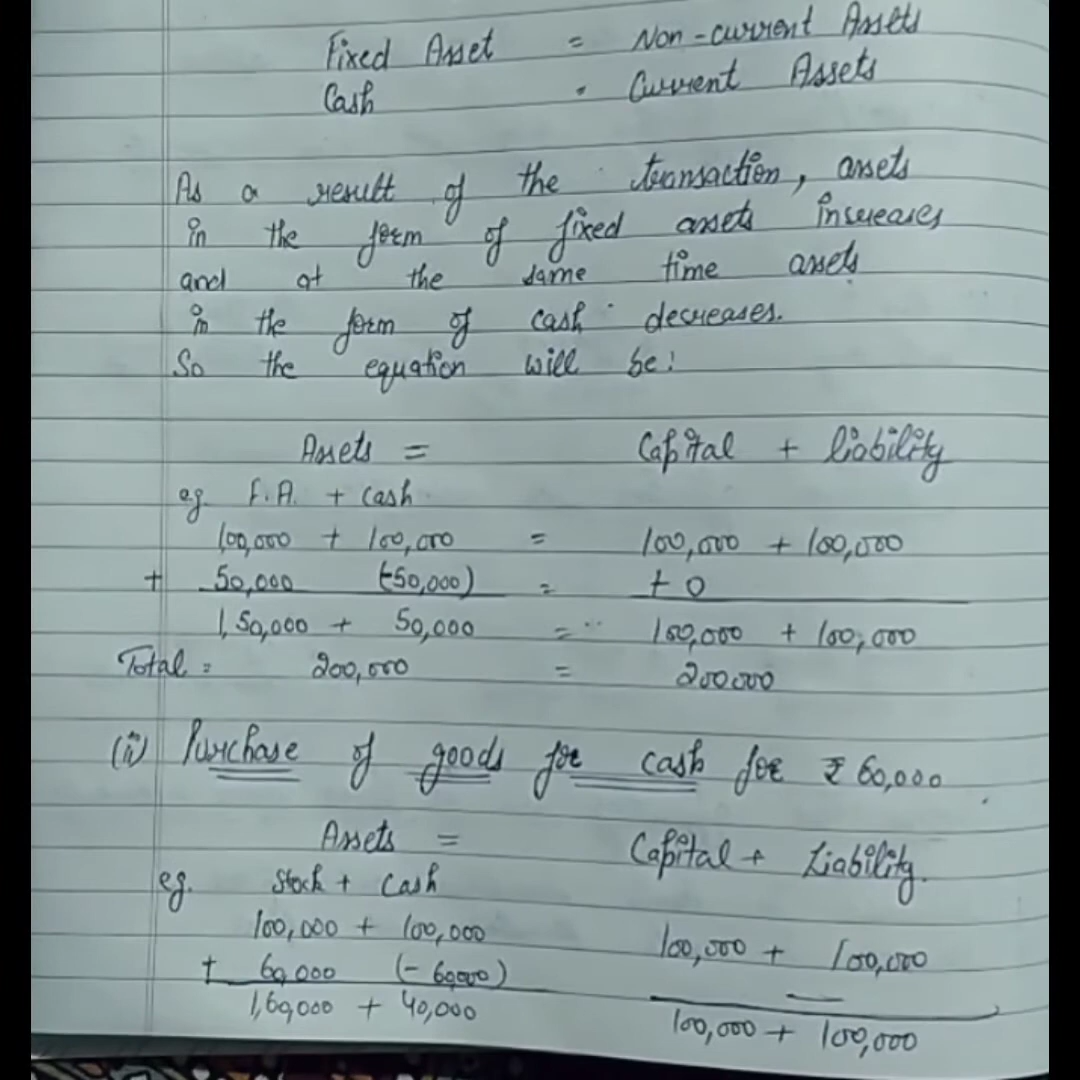 Fixed Asset = Non-current Assets
Cash = Current Assets
As a result of the transaction, assets
in the form of fixed assets increases
and at the same time assets
in the form of cash decreases.
So the equation will be:
Assets = Capital + liability
eg. F.A. + cash
100,000 + 100,000 = 100,000 + 100,000
+ 50,000 (-50,000) = + 0
1,50,000 + 50,000 = 100,000 + 100,000
Total = 200,000 = 200000
(ii) Purchase of goods for cash for ₹ 60,000
Assets = Capital + Liability.
eg. Stock + Cash
100,000 + 100,000 100,000 + 100,000
+ 60,000 (-60,000) —
1,60,000 + 40,000 100,000 + 100,000